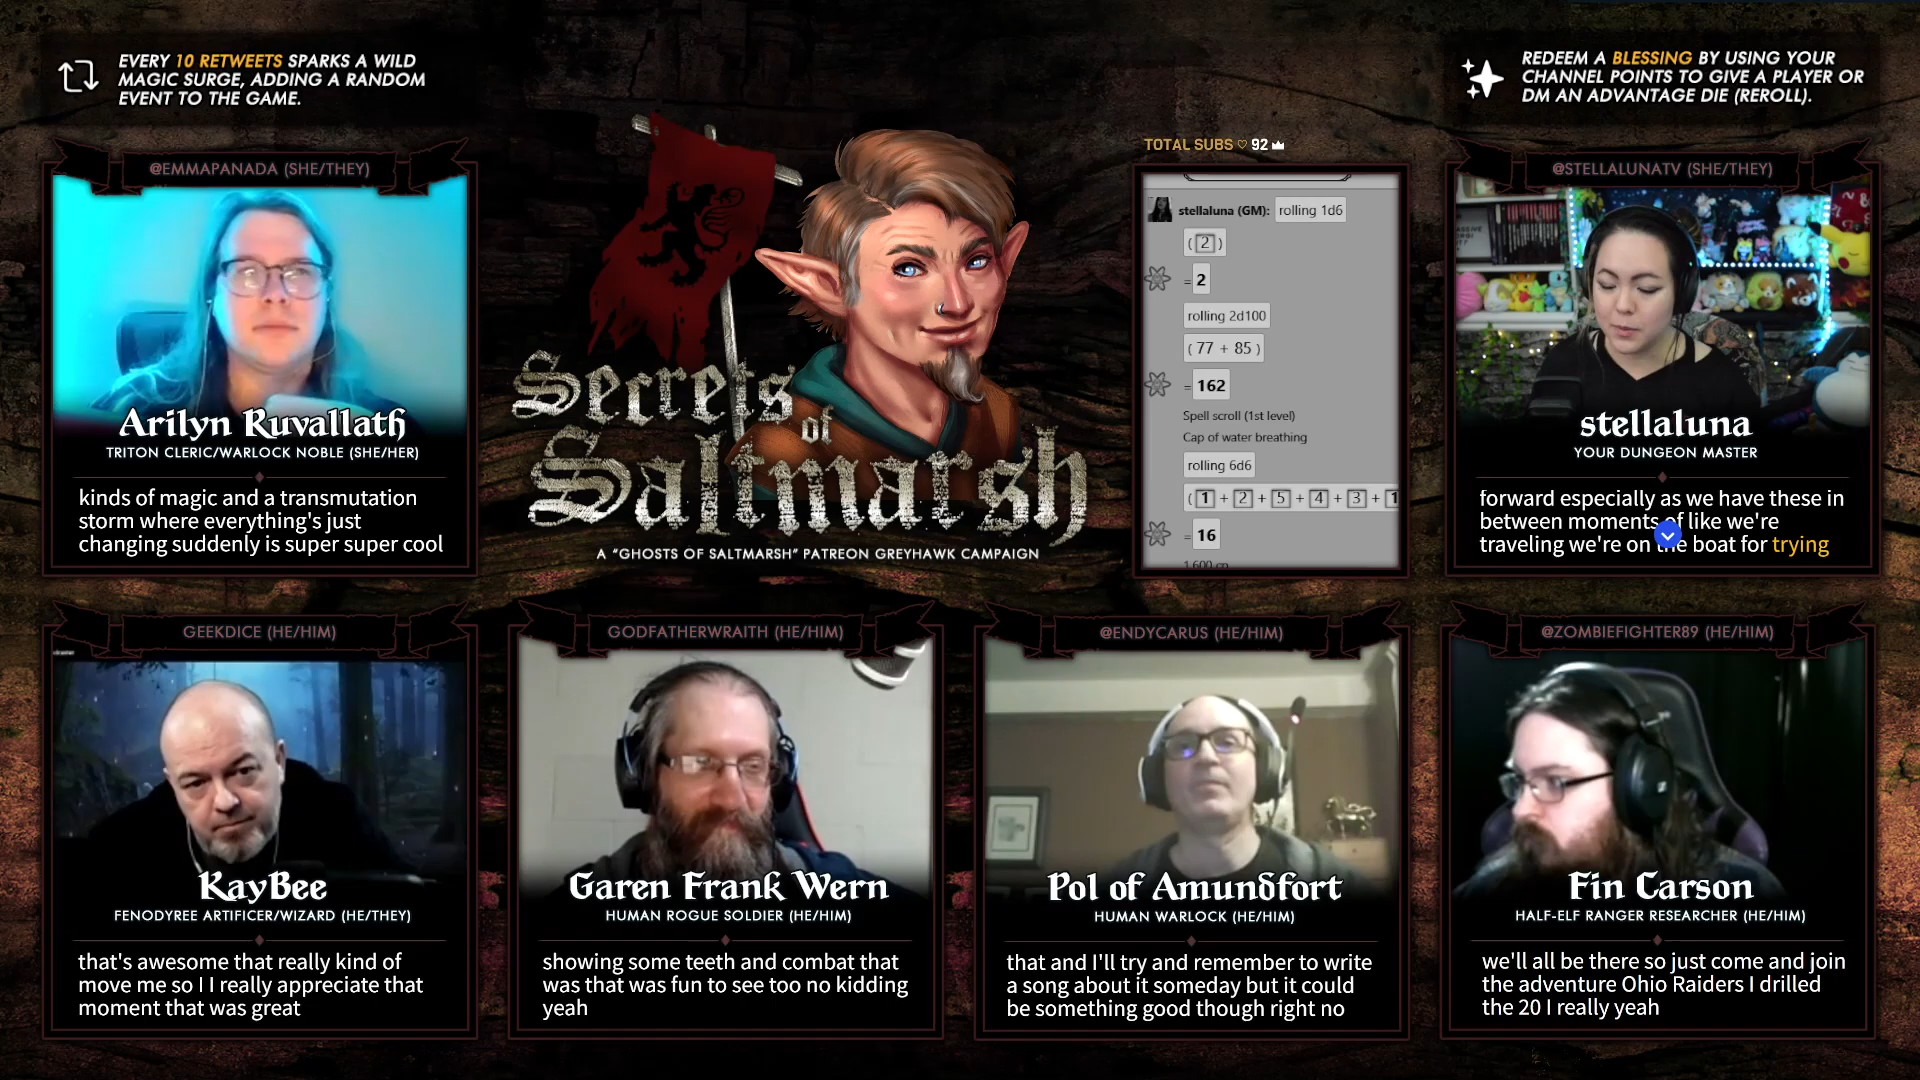 EVERY 10 RETWEETS SPARKS A WILD
MAGIC SURGE, ADDING A RANDOM
EVENT TO THE GAME.
REDEEM A BLESSING BY USING YOUR
CHANNEL POINTS TO GIVE A PLAYER OR
DM AN ADVANTAGE DIE (REROLL).
@EMMAPANADA (SHE/THEY)
Arilyn Ruvallath
TRITON CLERIC/WARLOCK NOBLE (SHE/HER)
kinds of magic and a transmutation
storm where everything's just
changing suddenly is super super cool
Secrets
of
Saltmarsh
A "GHOSTS OF SALTMARSH" PATREON GREYHAWK CAMPAIGN
TOTAL SUBS ♡ 92
stellaluna (GM): rolling 1d6
( 2 )
= 2
rolling 2d100
( 77 + 85 )
= 162
Spell scroll (1st level)
Cap of water breathing
rolling 6d6
( 1 + 2 + 5 + 4 + 3 + 1
= 16
1,600 cp
@STELLALUNATV (SHE/THEY)
stellaluna
YOUR DUNGEON MASTER
forward especially as we have these in
between moments of like we're
traveling we're on the boat for trying
GEEKDICE (HE/HIM)
KayBee
FENODYREE ARTIFICER/WIZARD (HE/THEY)
that's awesome that really kind of
move me so I I really appreciate that
moment that was great
GODFATHERWRAITH (HE/HIM)
Garen Frank Wern
HUMAN ROGUE SOLDIER (HE/HIM)
showing some teeth and combat that
was that was fun to see too no kidding
yeah
@ENDYCARUS (HE/HIM)
Pol of Amundfort
HUMAN WARLOCK (HE/HIM)
that and I'll try and remember to write
a song about it someday but it could
be something good though right no
@ZOMBIEFIGHTER89 (HE/HIM)
Fin Carson
HALF-ELF RANGER RESEARCHER (HE/HIM)
we'll all be there so just come and join
the adventure Ohio Raiders I drilled
the 20 I really yeah